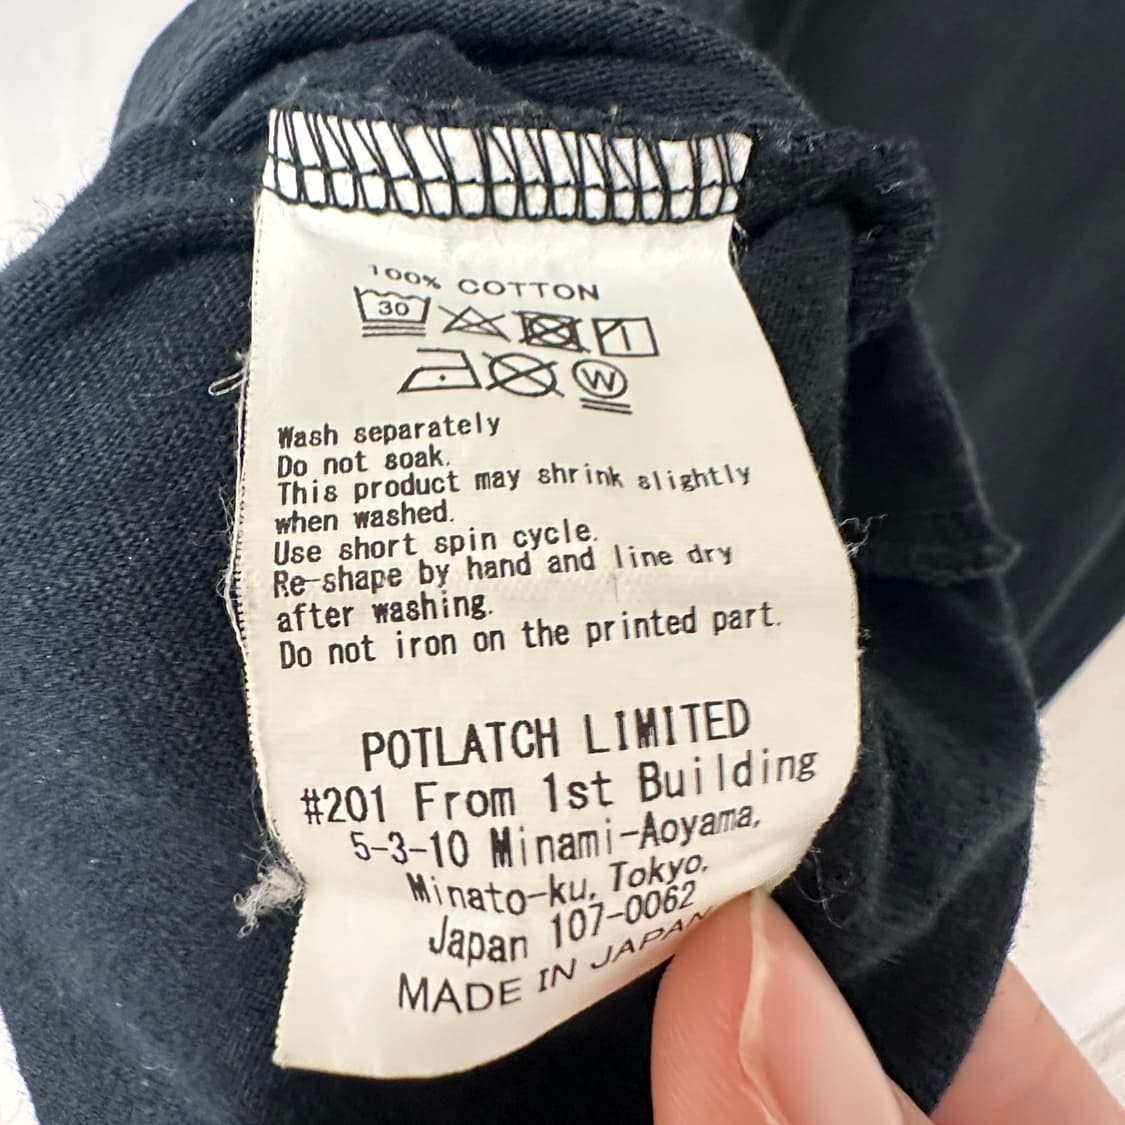 100% COTTON
30
W
Wash separately
Do not soak.
This product may shrink slightly
when washed.
Use short spin cycle.
Re-shape by hand and line dry
after washing.
Do not iron on the printed part.
POTLATCH LIMITED
#201 From 1st Building
5-3-10 Minami-Aoyama,
Minato-ku, Tokyo,
Japan 107-0062
MADE IN JAPAN